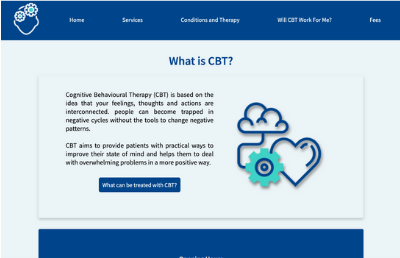 Home Services Conditions and Therapy Will CBT Work For Me? Fees
What is CBT?
Cognitive Behavioural Therapy (CBT) is based on the
idea that your feelings, thoughts and actions are
interconnected. people can become trapped in
negative cycles without the tools to change negative
patterns.
CBT aims to provide patients with practical ways to
improve their state of mind and helps them to deal
with overwhelming problems in a more positive way.
What can be treated with CBT?